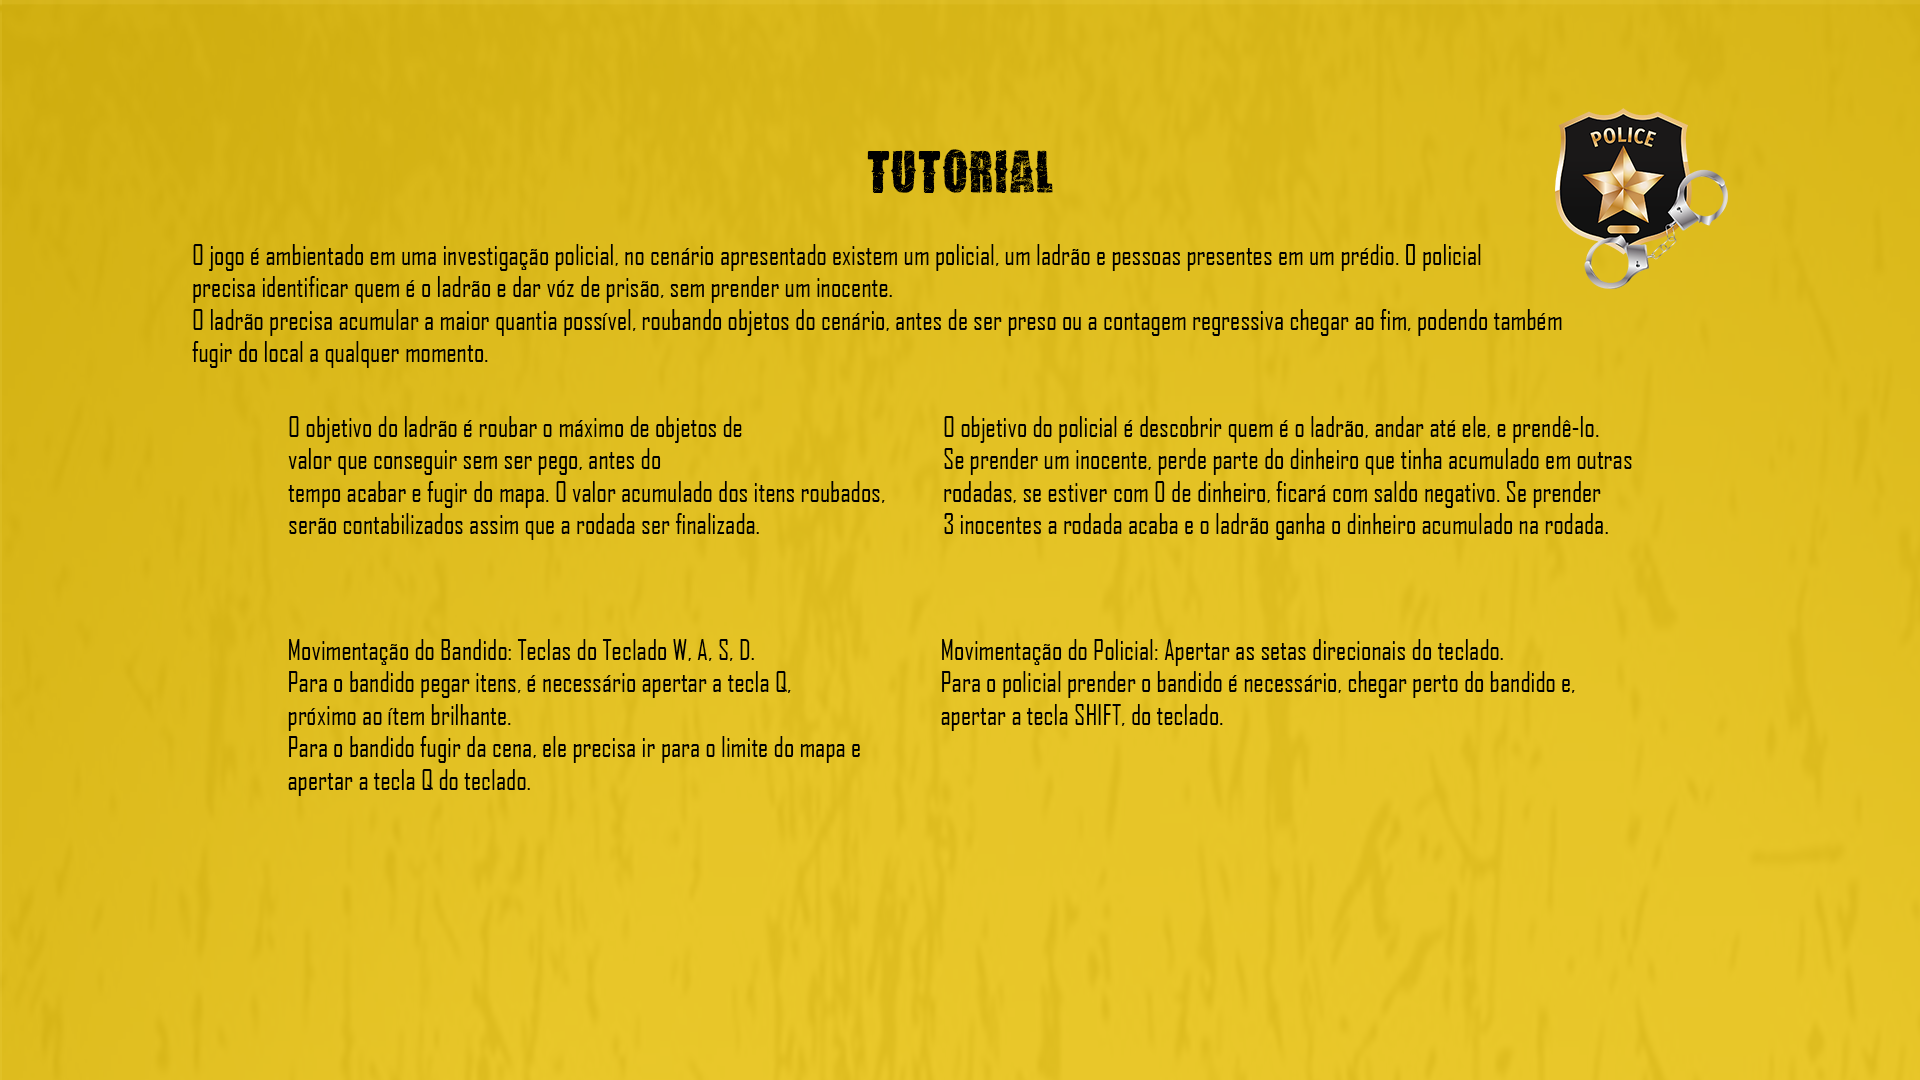 POLICE
TUTORIAL
O jogo é ambientado em uma investigação policial, no cenário apresentado existem um policial, um ladrão e pessoas presentes em um prédio. O policial
precisa identificar quem é o ladrão e dar vóz de prisão, sem prender um inocente.
O ladrão precisa acumular a maior quantia possível, roubando objetos do cenário, antes de ser preso ou a contagem regressiva chegar ao fim, podendo também
fugir do local a qualquer momento.
O objetivo do ladrão é roubar o máximo de objetos de
valor que conseguir sem ser pego, antes do
tempo acabar e fugir do mapa. O valor acumulado dos itens roubados,
serão contabilizados assim que a rodada ser finalizada.
O objetivo do policial é descobrir quem é o ladrão, andar até ele, e prendê-lo.
Se prender um inocente, perde parte do dinheiro que tinha acumulado em outras
rodadas, se estiver com 0 de dinheiro, ficará com saldo negativo. Se prender
3 inocentes a rodada acaba e o ladrão ganha o dinheiro acumulado na rodada.
Movimentação do Bandido: Teclas do Teclado W, A, S, D.
Para o bandido pegar itens, é necessário apertar a tecla Q,
próximo ao ítem brilhante.
Para o bandido fugir da cena, ele precisa ir para o limite do mapa e
apertar a tecla Q do teclado.
Movimentação do Policial: Apertar as setas direcionais do teclado.
Para o policial prender o bandido é necessário, chegar perto do bandido e,
apertar a tecla SHIFT, do teclado.